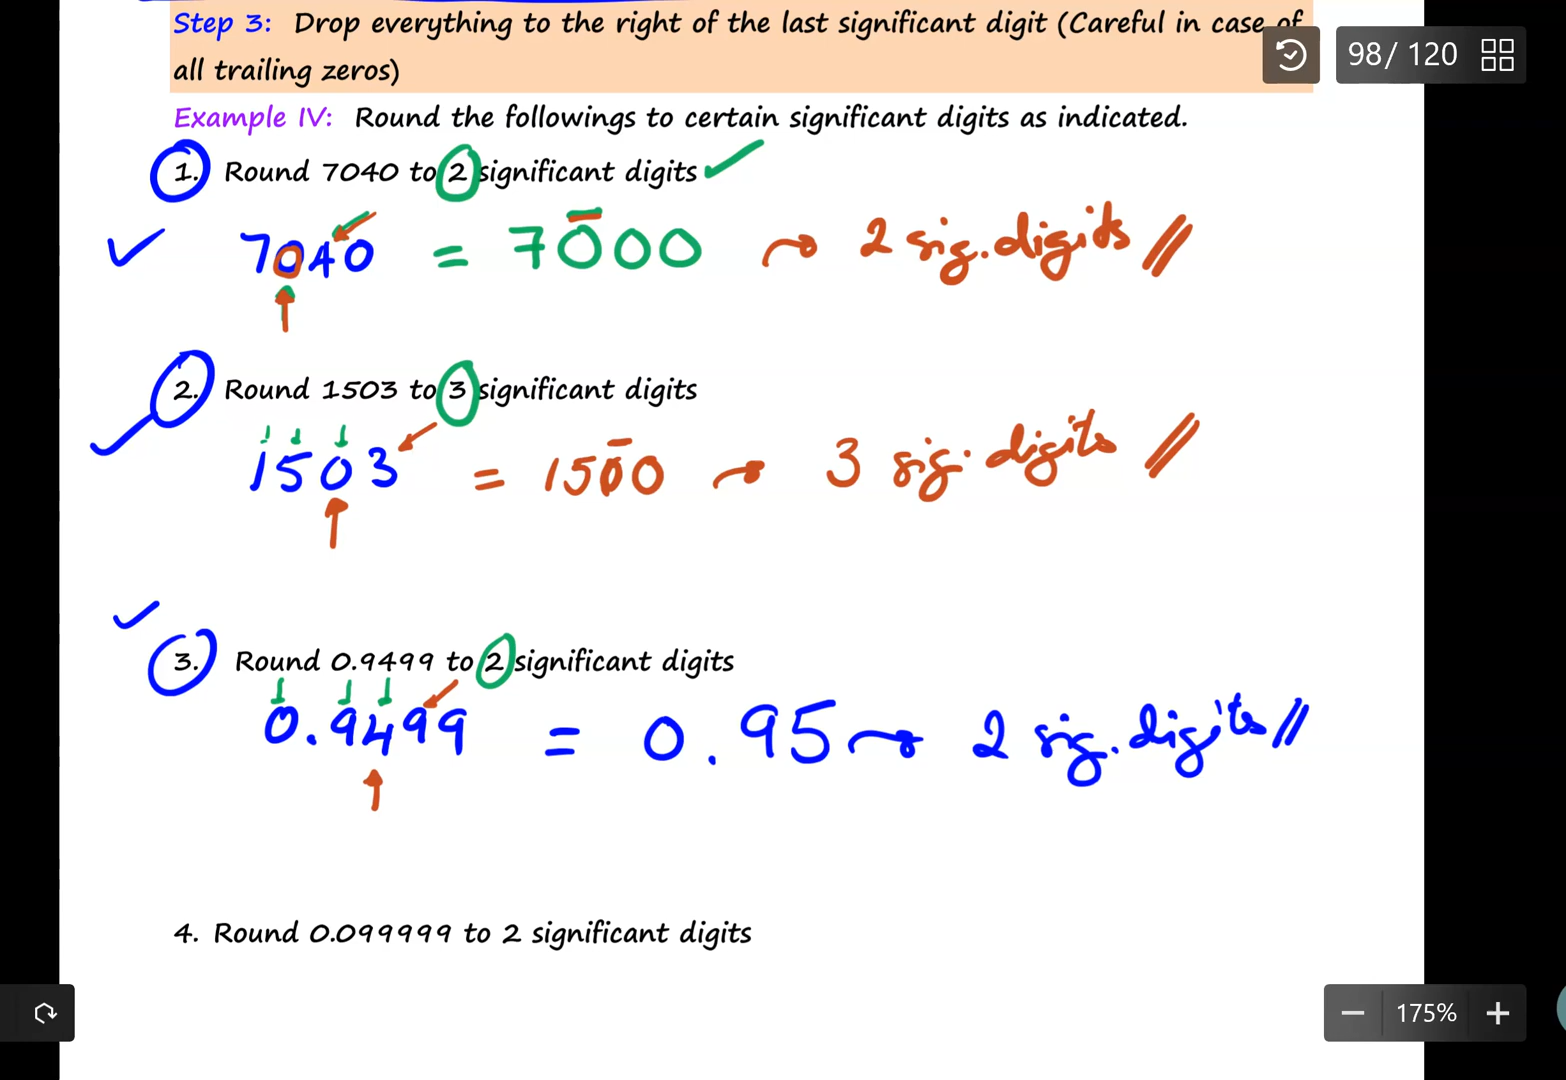 Step 3: Drop everything to the right of the last significant digit (Careful in case of
all trailing zeros)
98/ 120
Example IV: Round the followings to certain significant digits as indicated.
1. Round 7040 to 2 significant digits
7040 = 70̅00 2 sig. digits //
2. Round 1503 to 3 significant digits
1503 = 150̅0 3 sig. digits //
3. Round 0.9499 to 2 significant digits
0.9499 = 0.95 2 sig. digits //
4. Round 0.099999 to 2 significant digits
175%